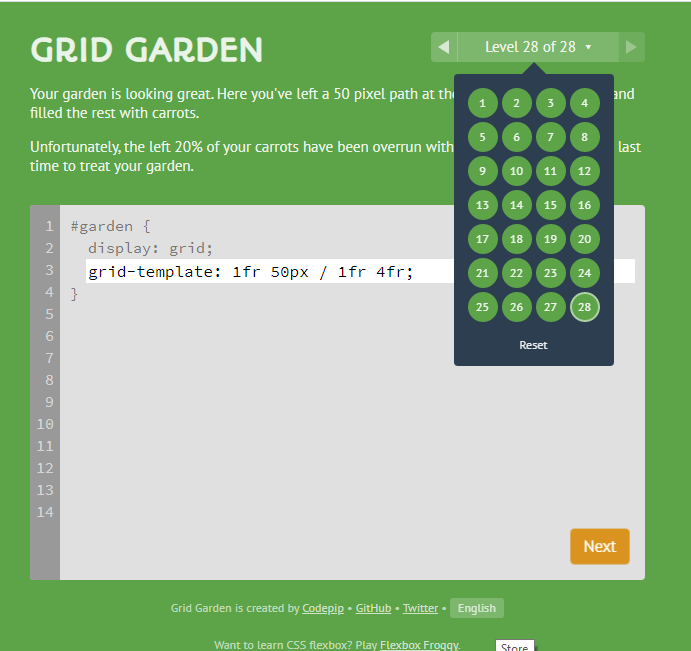 GRID GARDEN
Level 28 of 28
Your garden is looking great. Here you've left a 50 pixel path at the and
filled the rest with carrots.
Unfortunately, the left 20% of your carrots have been overrun with last
time to treat your garden.
1 2 3 4
5 6 7 8
9 10 11 12
13 14 15 16
17 18 19 20
21 22 23 24
25 26 27 28
Reset
1 #garden {
2 display: grid;
3 grid-template: 1fr 50px / 1fr 4fr;
4 }
5
6
7
8
9
10
11
12
13
14
Next
Grid Garden is created by Codepip • GitHub • Twitter • English
Want to learn CSS flexbox? Play Flexbox Froggy.
Store